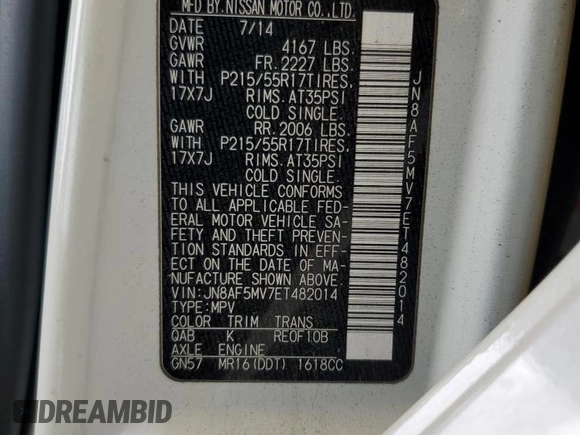 MFD BY.NISSAN MOTOR CO.,LTD.
DATE 7/14
GVWR 4167 LBS.
GAWR FR.2227 LBS.
WITH P215/55R17TIRES,
17X7J RIMS.AT35PSI
COLD SINGLE.
GAWR RR.2006 LBS.
WITH P215/55R17TIRES,
17X7J RIMS.AT35PSI
COLD SINGLE.
THIS VEHICLE CONFORMS
TO ALL APPLICABLE FED-
ERAL MOTOR VEHICLE SA-
FETY AND THEFT PREVEN-
TION STANDARDS IN EFF-
ECT ON THE DATE OF MA-
NUFACTURE SHOWN ABOVE.
VIN:JN8AF5MV7ET482014
TYPE:MPV
COLOR TRIM TRANS
QAB K RE0F10B
AXLE ENGINE
GN57 MR16(DDT) 1618CC
JN8AF5MV7ET482014
DREAMBID